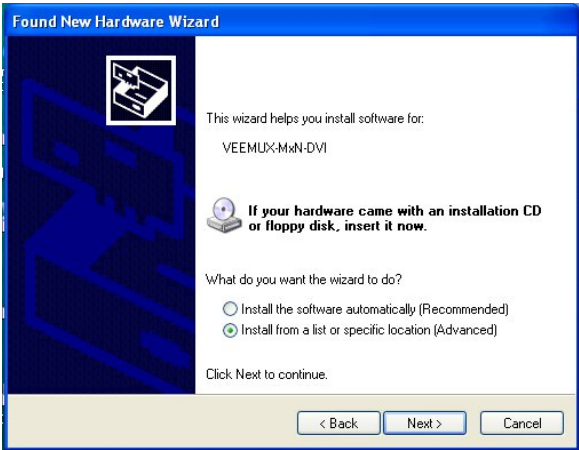 Found New Hardware Wizard
This wizard helps you install software for:
VEEMUX-MxN-DVI
If your hardware came with an installation CD
or floppy disk, insert it now.
What do you want the wizard to do?
Install the software automatically (Recommended)
Install from a list or specific location (Advanced)
Click Next to continue.
< Back Next > Cancel